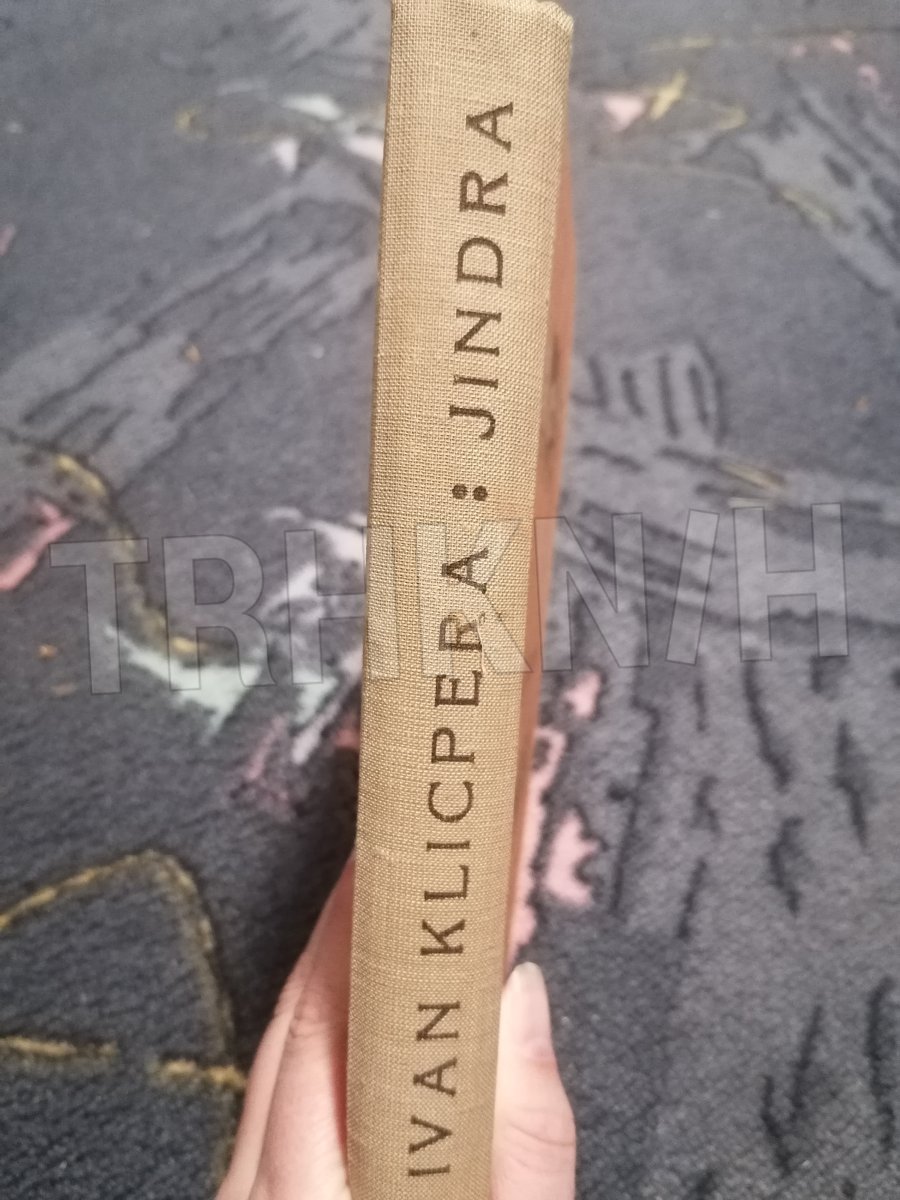 IVAN KLICPERA : JINDRA
TRHKNIH